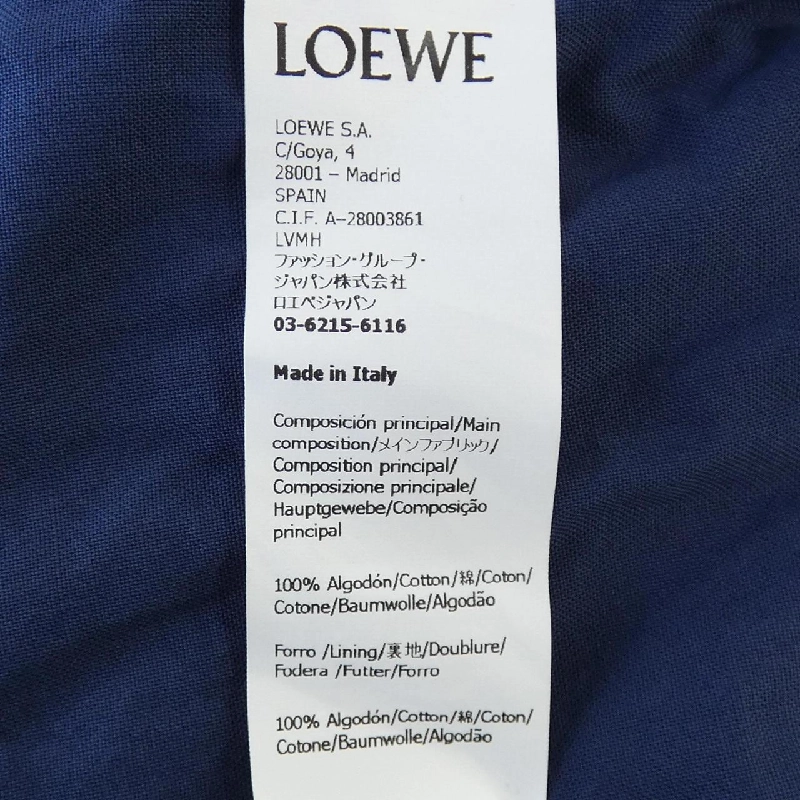 LOEWE
LOEWE S.A.
C/Goya, 4
28001 – Madrid
SPAIN
C.I.F. A–28003861
LVMH
ファッション・グループ・
ジャパン株式会社
ロエベジャパン
03-6215-6116
Made in Italy
Composición principal/Main
composition/メインファブリック/
Composition principal/
Composizione principale/
Hauptgewebe/Composição
principal
100% Algodón/Cotton/綿/Coton/
Cotone/Baumwolle/Algodão
Forro /Lining/裏地/Doublure/
Fodera /Futter/Forro
100% Algodón/Cotton/綿/Coton/
Cotone/Baumwolle/Algodão